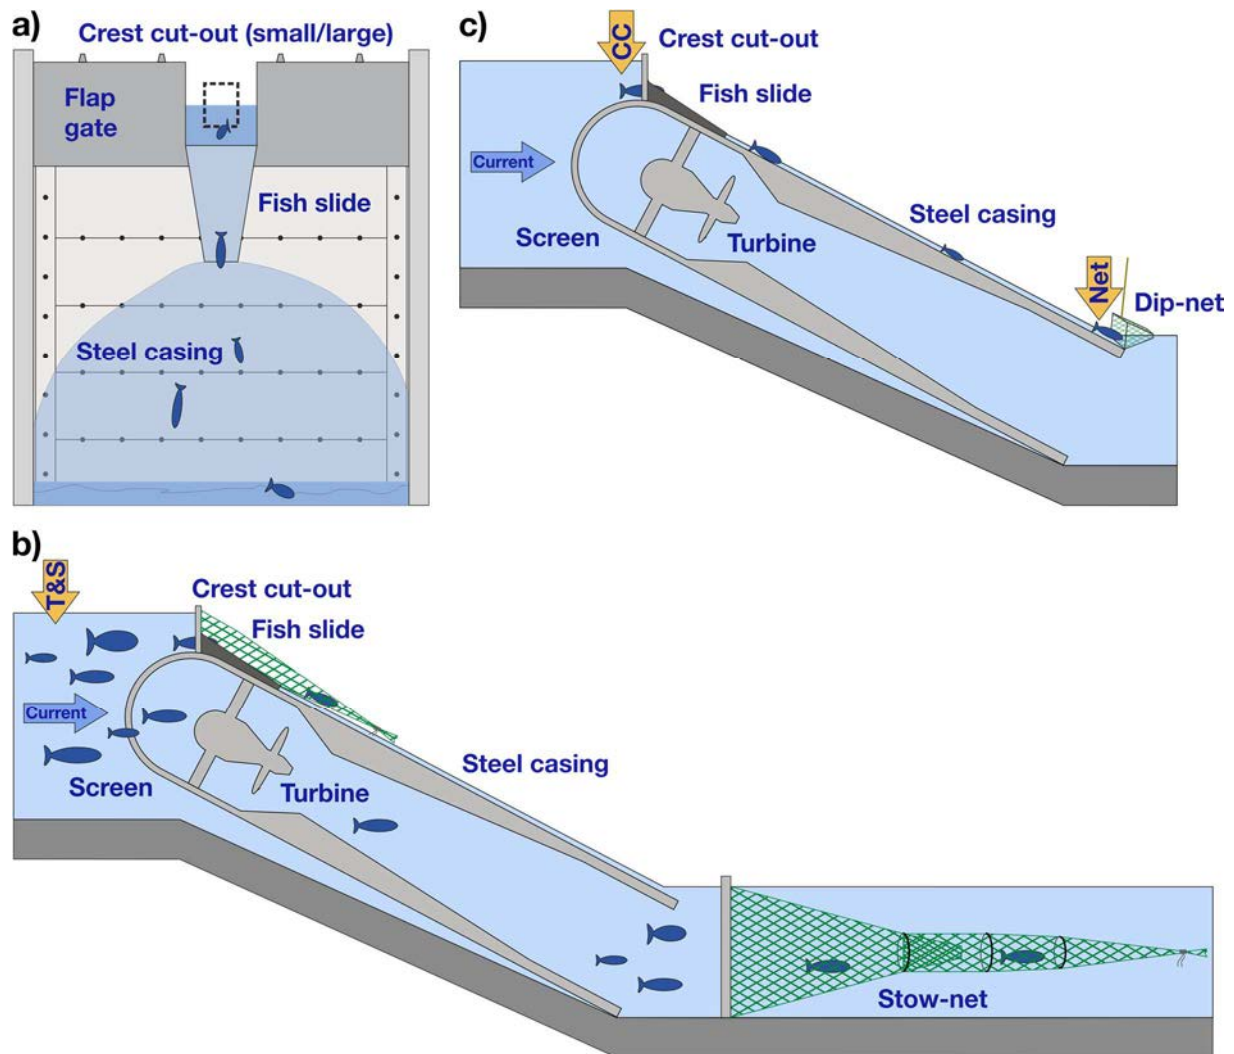 a)
Crest cut-out (small/large)
Flap
gate
Fish slide
Steel casing
c)
CC
Crest cut-out
Fish slide
Current
Screen
Turbine
Steel casing
Net
Dip-net
b)
T&S
Crest cut-out
Fish slide
Current
Screen
Turbine
Steel casing
Stow-net